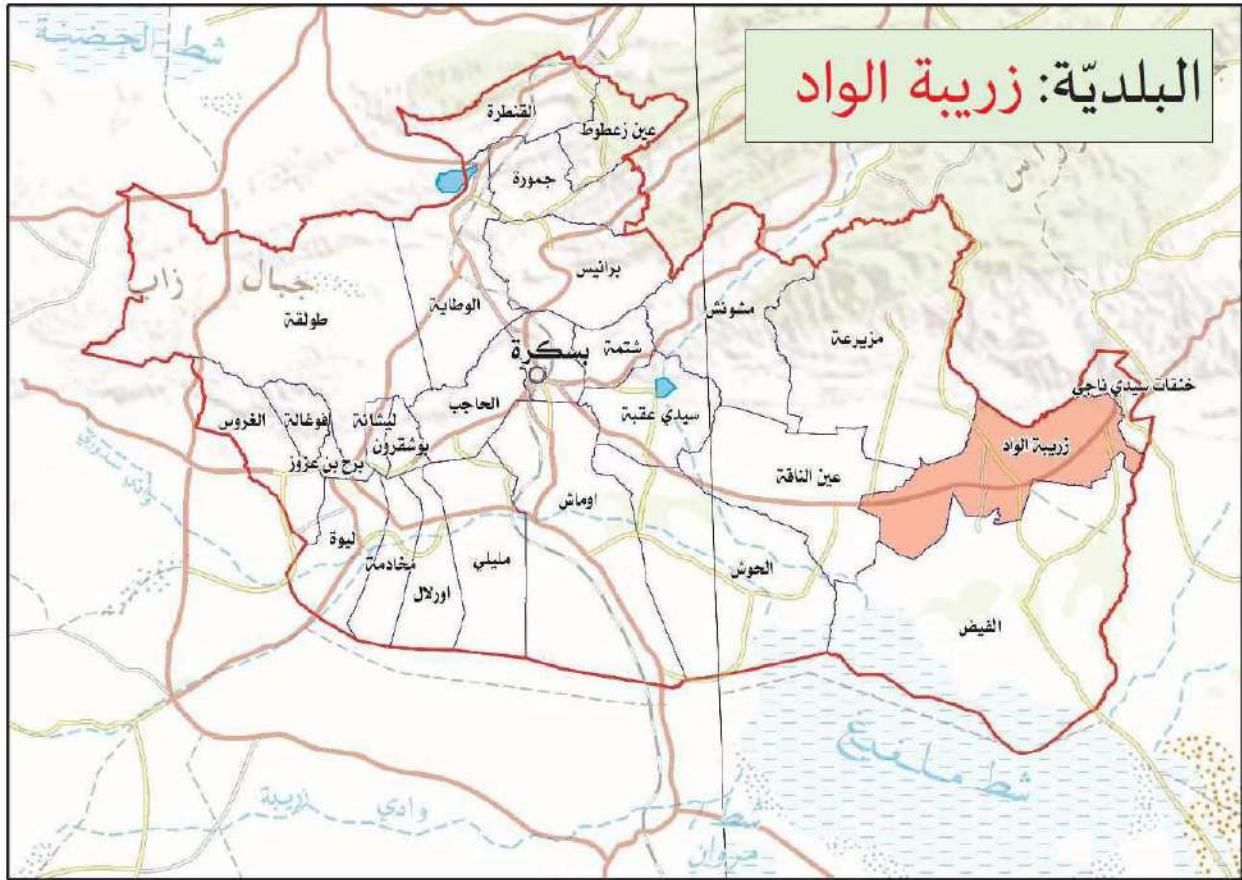 البلديّة: زريبة الواد
شط الحضنة
القنطرة
عين زعطوط
جمورة
برانيس
جبال زاب
طولقة
الوطاية
مشونش
مزيرعة
شتمة
بسكرة
خنقات سيدي ناجي
الحاجب
سيدي عقبة
زريبة الواد
الغروس
فوغالة
ليشانة
بوشقرون
برج بن عزوز
عين الناقة
اوماش
ليوة
مخادمة
اورلال
مليلي
الحوش
الفيض
شط ملغيغ
وادي زريبة
شط
مروان